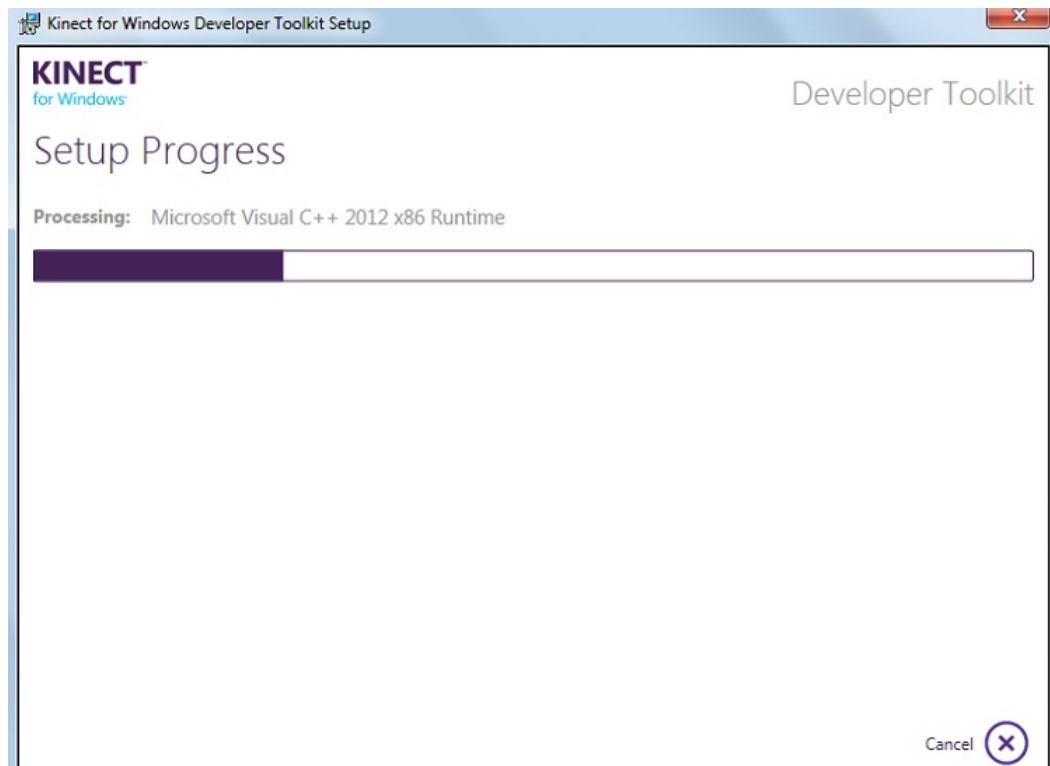 Kinect for Windows Developer Toolkit Setup
KINECT™
for Windows
Developer Toolkit
Setup Progress
Processing: Microsoft Visual C++ 2012 x86 Runtime
Cancel